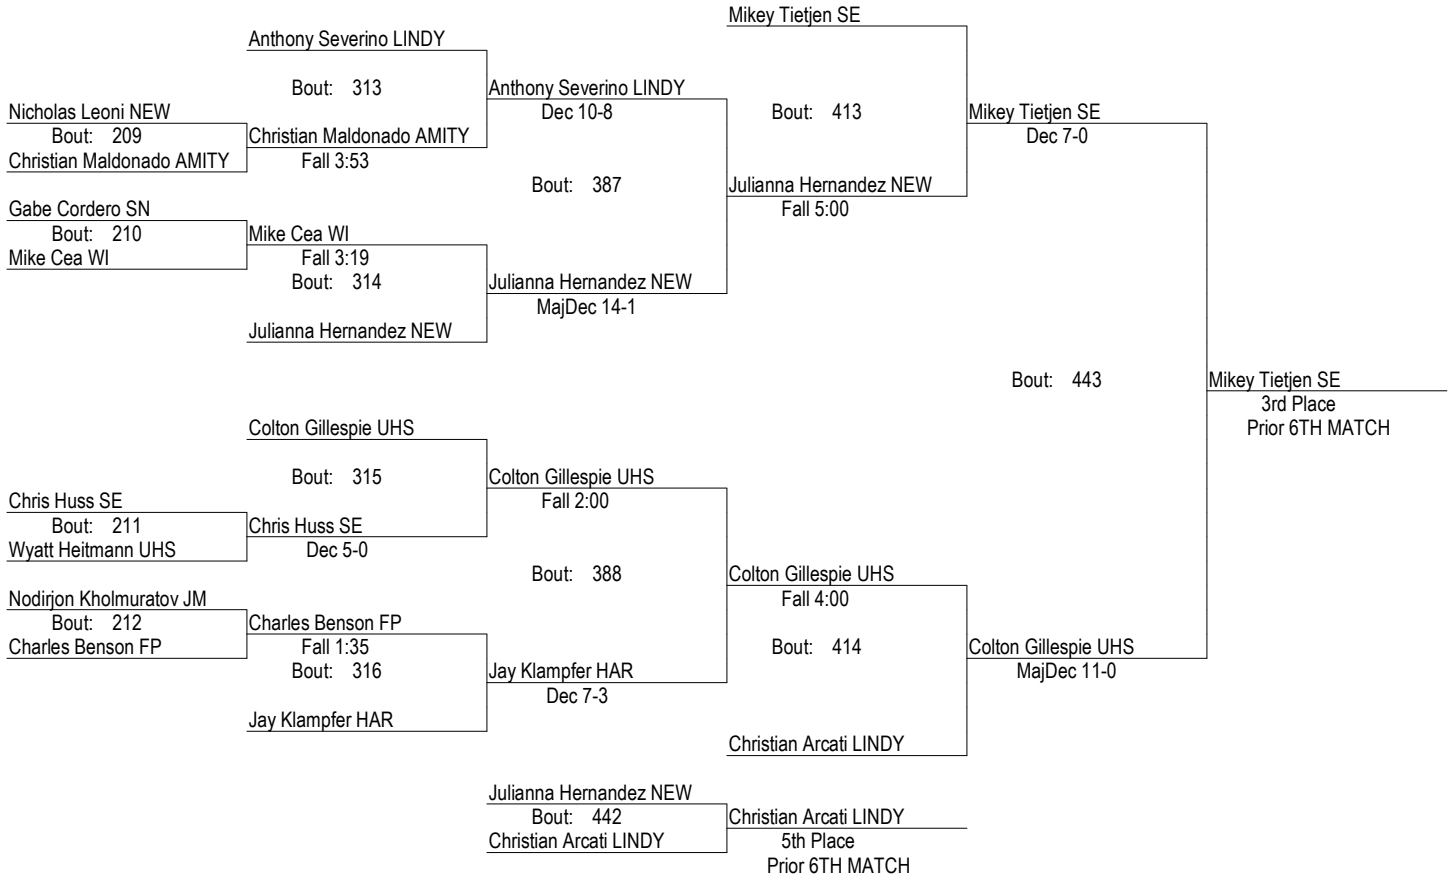 Mikey Tietjen SE
Anthony Severino LINDY
Bout: 313
Anthony Severino LINDY
Nicholas Leoni NEW
Dec 10-8
Bout: 413
Mikey Tietjen SE
Bout: 209
Christian Maldonado AMITY
Dec 7-0
Christian Maldonado AMITY
Fall 3:53
Bout: 387
Julianna Hernandez NEW
Gabe Cordero SN
Fall 5:00
Bout: 210
Mike Cea WI
Mike Cea WI
Fall 3:19
Bout: 314
Julianna Hernandez NEW
MajDec 14-1
Julianna Hernandez NEW
Bout: 443
Mikey Tietjen SE
3rd Place
Prior 6TH MATCH
Colton Gillespie UHS
Bout: 315
Colton Gillespie UHS
Chris Huss SE
Fall 2:00
Bout: 211
Chris Huss SE
Wyatt Heitmann UHS
Dec 5-0
Bout: 388
Colton Gillespie UHS
Nodirjon Kholmuratov JM
Fall 4:00
Bout: 212
Charles Benson FP
Charles Benson FP
Fall 1:35
Bout: 414
Colton Gillespie UHS
Bout: 316
Jay Klampfer HAR
MajDec 11-0
Dec 7-3
Jay Klampfer HAR
Christian Arcati LINDY
Julianna Hernandez NEW
Bout: 442
Christian Arcati LINDY
Christian Arcati LINDY
5th Place
Prior 6TH MATCH